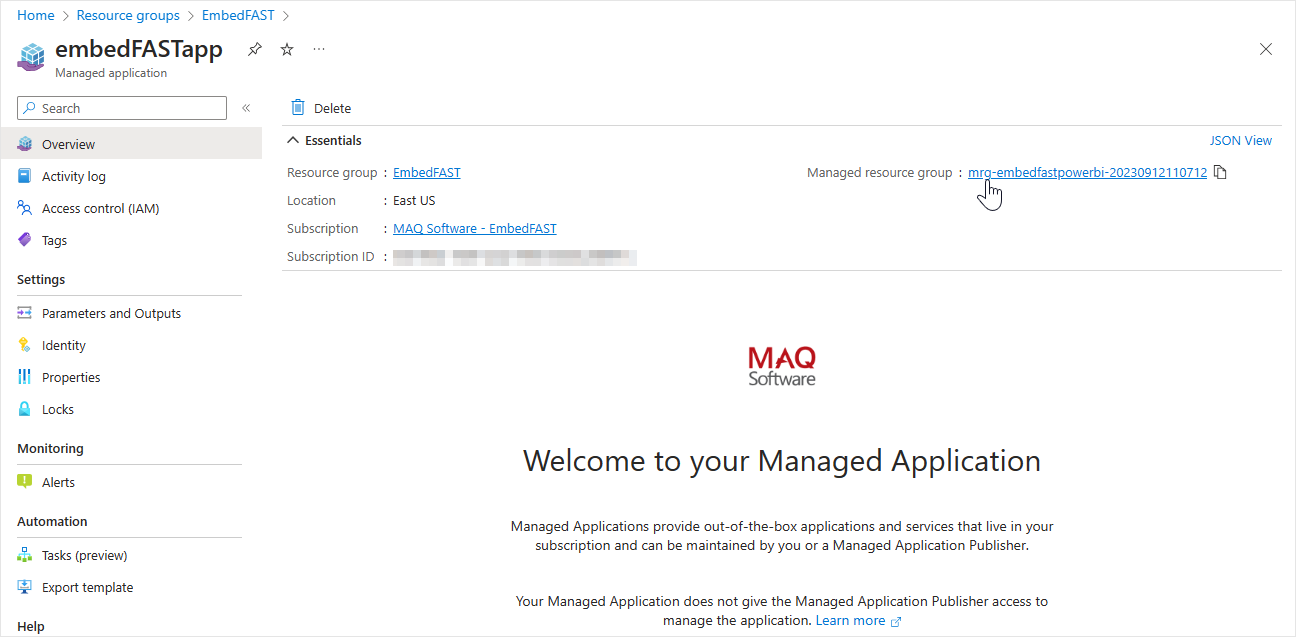 Home > Resource groups > EmbedFAST >
embedFASTapp
Managed application
Search
Overview
Activity log
Access control (IAM)
Tags
Settings
Parameters and Outputs
Identity
Properties
Locks
Monitoring
Alerts
Automation
Tasks (preview)
Export template
Help
Delete
Essentials
JSON View
Resource group : EmbedFAST
Location : East US
Subscription : MAQ Software - EmbedFAST
Subscription ID :
Managed resource group : mrg-embedfastpowerbi-20230912110712
MAQ
Software
Welcome to your Managed Application
Managed Applications provide out-of-the-box applications and services that live in your
subscription and can be maintained by you or a Managed Application Publisher.
Your Managed Application does not give the Managed Application Publisher access to
manage the application. Learn more